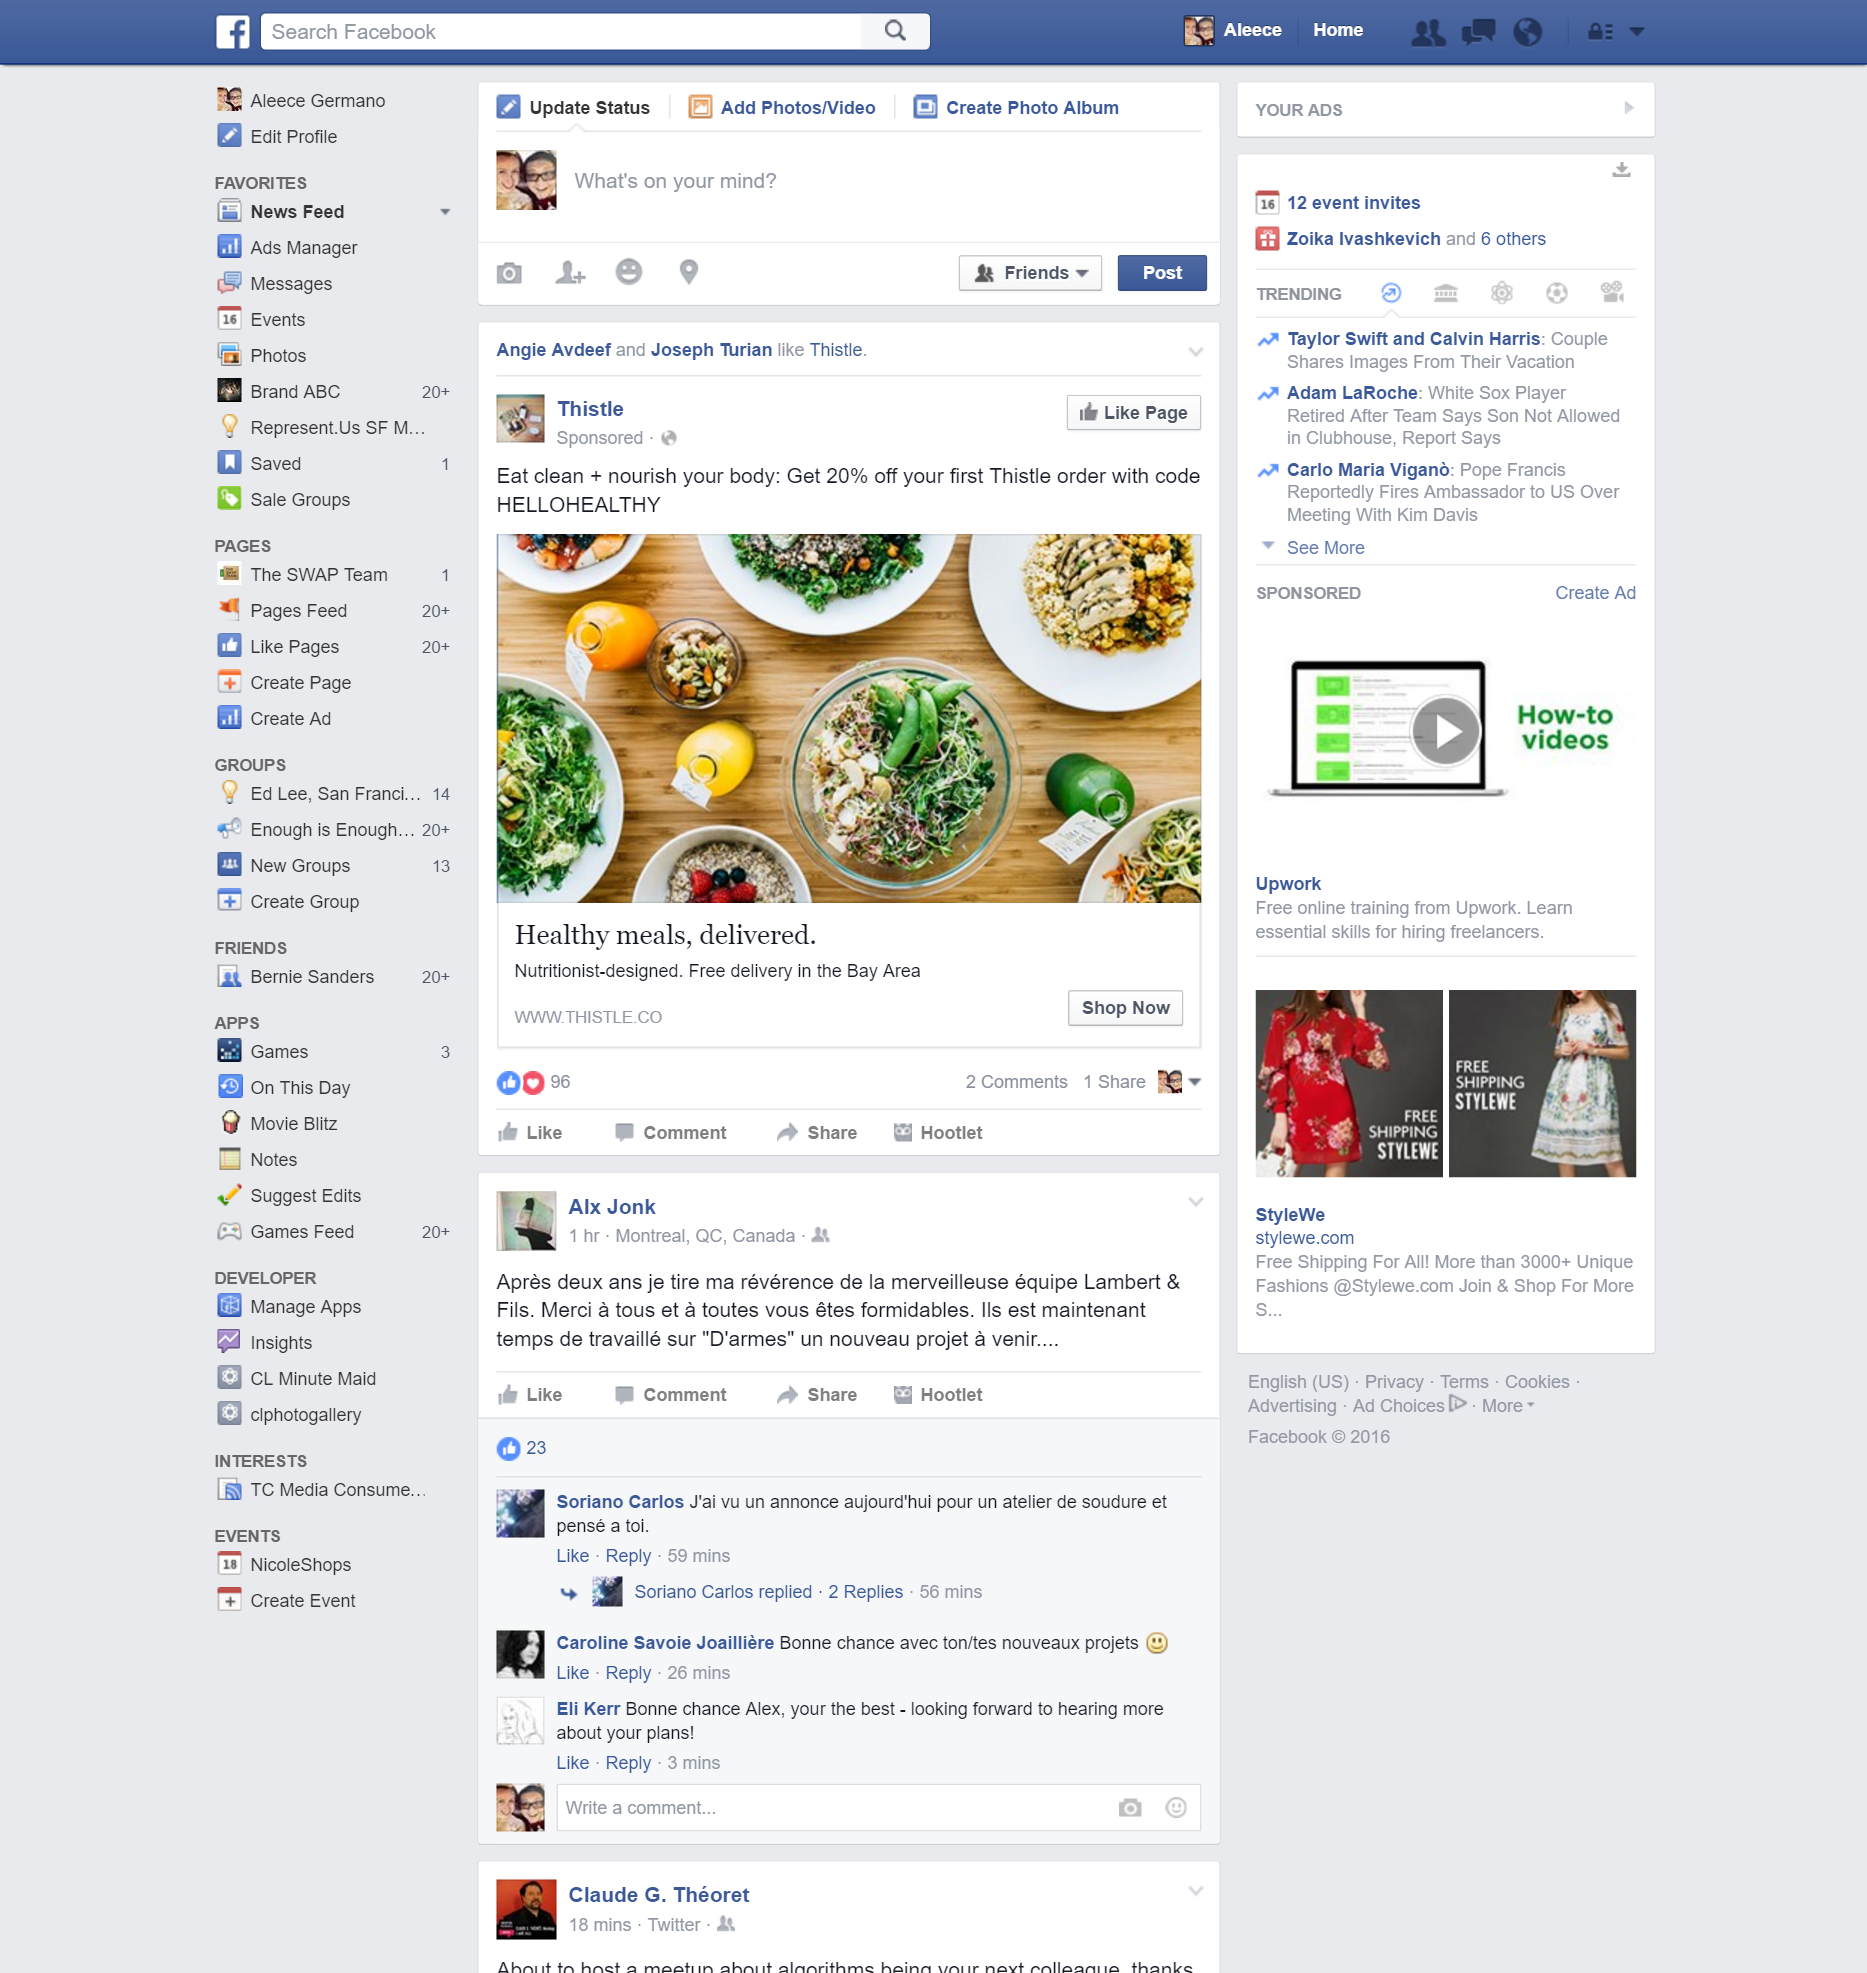 Search Facebook
Aleece
Home
Aleece Germano
Edit Profile
FAVORITES
News Feed
Ads Manager
Messages
16 Events
Photos
Brand ABC 20+
Represent.Us SF M...
Saved 1
Sale Groups
PAGES
The SWAP Team 1
Pages Feed 20+
Like Pages 20+
Create Page
Create Ad
GROUPS
Ed Lee, San Franci... 14
Enough is Enough... 20+
New Groups 13
Create Group
FRIENDS
Bernie Sanders 20+
APPS
Games 3
On This Day
Movie Blitz
Notes
Suggest Edits
Games Feed 20+
DEVELOPER
Manage Apps
Insights
CL Minute Maid
clphotogallery
INTERESTS
TC Media Consume...
EVENTS
18 NicoleShops
Create Event
Update Status
Add Photos/Video
Create Photo Album
What's on your mind?
Friends
Post
Angie Avdeef and Joseph Turian like Thistle.
Thistle
Like Page
Sponsored ·
Eat clean + nourish your body: Get 20% off your first Thistle order with code
HELLOHEALTHY
Healthy meals, delivered.
Nutritionist-designed. Free delivery in the Bay Area
WWW.THISTLE.CO
Shop Now
96
2 Comments 1 Share
Like Comment Share Hootlet
Alx Jonk
1 hr · Montreal, QC, Canada ·
Après deux ans je tire ma révérence de la merveilleuse équipe Lambert &
Fils. Merci à tous et à toutes vous êtes formidables. Ils est maintenant
temps de travaillé sur "D'armes" un nouveau projet à venir....
Like Comment Share Hootlet
23
Soriano Carlos J'ai vu un annonce aujourd'hui pour un atelier de soudure et
pensé a toi.
Like · Reply · 59 mins
Soriano Carlos replied · 2 Replies · 56 mins
Caroline Savoie Joaillière Bonne chance avec ton/tes nouveaux projets
Like · Reply · 26 mins
Eli Kerr Bonne chance Alex, your the best - looking forward to hearing more
about your plans!
Like · Reply · 3 mins
Write a comment...
Claude G. Théoret
18 mins · Twitter ·
About to host a meetup about algorithms being your next colleague, thanks
YOUR ADS
16 12 event invites
Zoika Ivashkevich and 6 others
TRENDING
Taylor Swift and Calvin Harris: Couple
Shares Images From Their Vacation
Adam LaRoche: White Sox Player
Retired After Team Says Son Not Allowed
in Clubhouse, Report Says
Carlo Maria Viganò: Pope Francis
Reportedly Fires Ambassador to US Over
Meeting With Kim Davis
See More
SPONSORED
Create Ad
How-to
videos
Upwork
Free online training from Upwork. Learn
essential skills for hiring freelancers.
FREE
SHIPPING
STYLEWE
FREE
SHIPPING
STYLEWE
StyleWe
stylewe.com
Free Shipping For All! More than 3000+ Unique
Fashions @Stylewe.com Join & Shop For More
S...
English (US) · Privacy · Terms · Cookies ·
Advertising · Ad Choices · More
Facebook © 2016